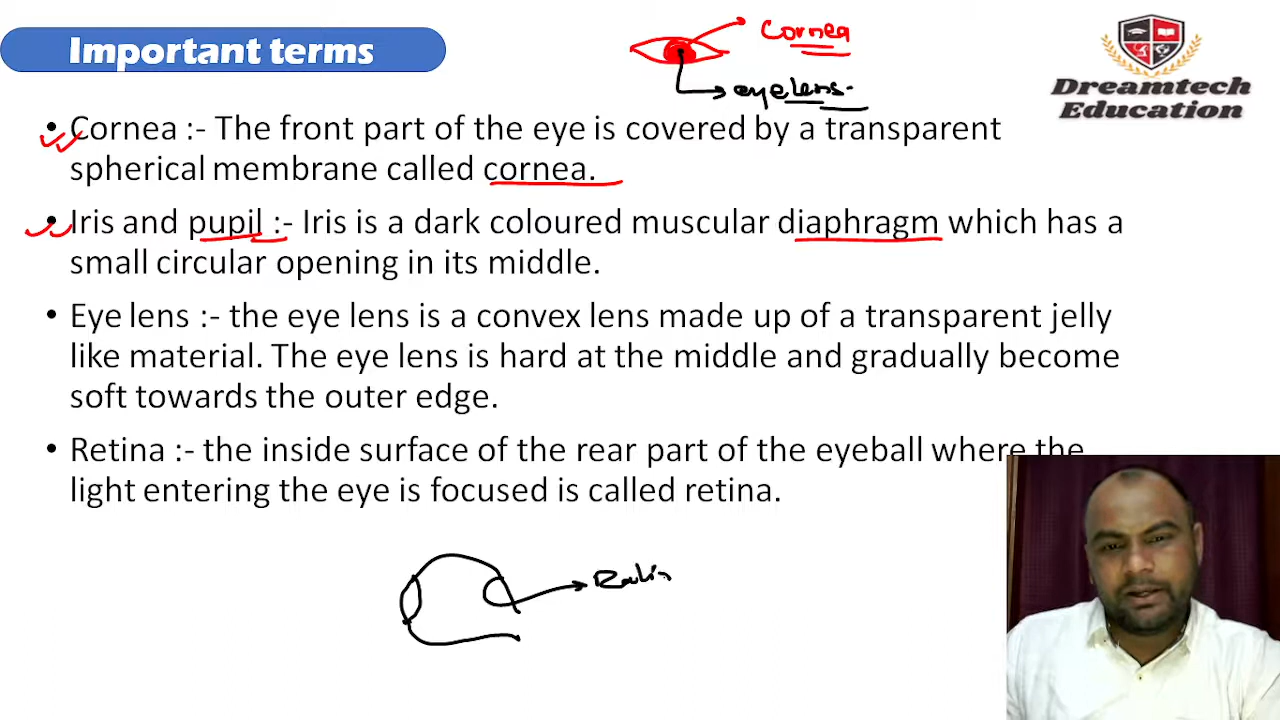 Important terms
Cornea
eye lens.
Dreamtech
Education
• Cornea :- The front part of the eye is covered by a transparent
spherical membrane called cornea.
• Iris and pupil :- Iris is a dark coloured muscular diaphragm which has a
small circular opening in its middle.
• Eye lens :- the eye lens is a convex lens made up of a transparent jelly
like material. The eye lens is hard at the middle and gradually become
soft towards the outer edge.
• Retina :- the inside surface of the rear part of the eyeball where the
light entering the eye is focused is called retina.